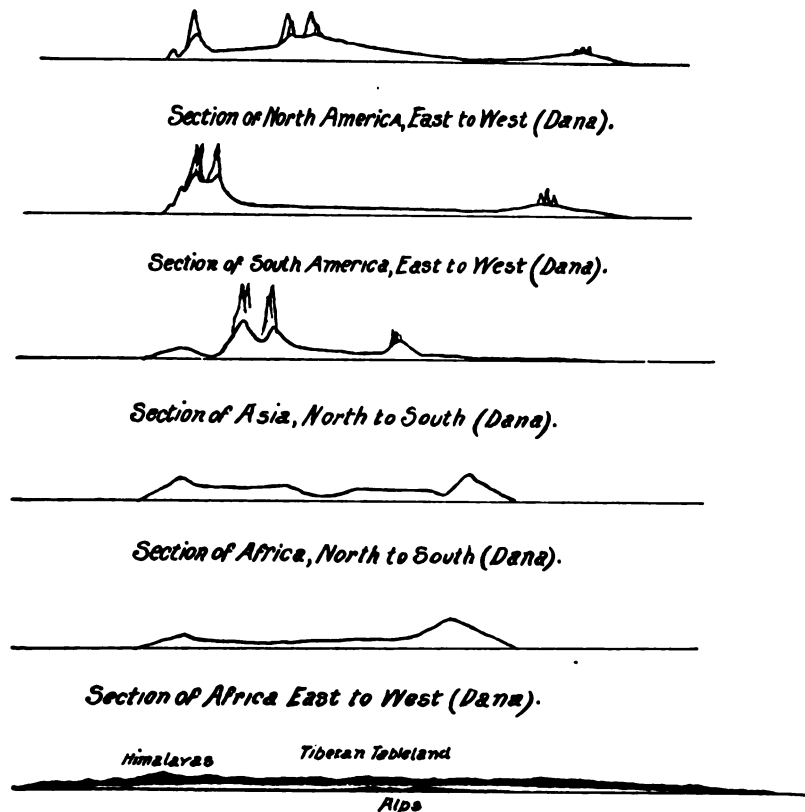 Section of North America, East to West (Dana).
Section of South America, East to West (Dana).
Section of Asia, North to South (Dana).
Section of Africa, North to South (Dana).
Section of Africa East to West (Dana).
Himalayas Tibetan Tableland
Alps